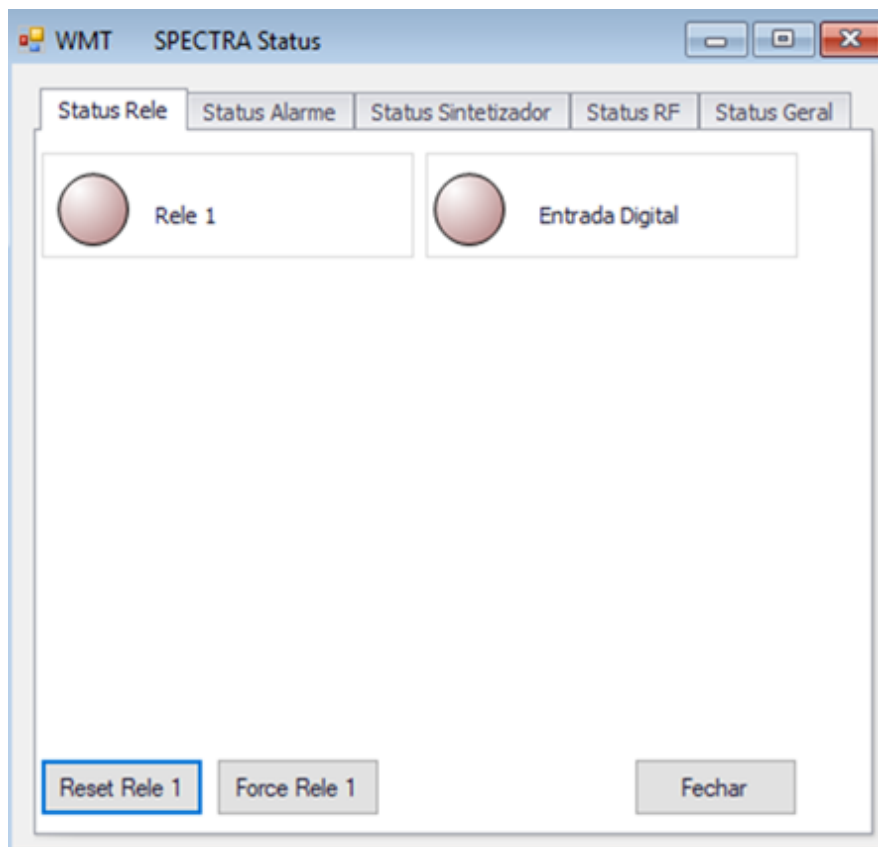 WMT SPECTRA Status
Status Rele Status Alarme Status Sintetizador Status RF Status Geral
Rele 1 Entrada Digital
Reset Rele 1 Force Rele 1 Fechar